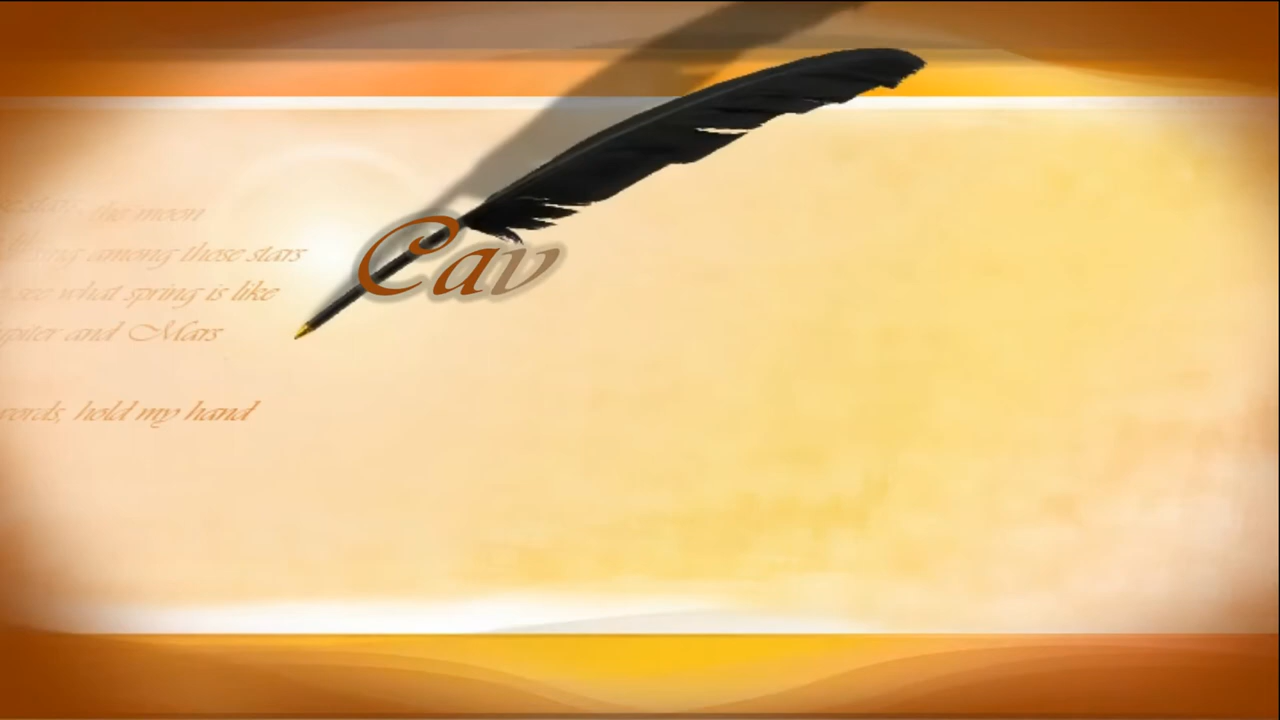 the moon
among those stars
see what spring is like
and Mars
hold my hand
Cav